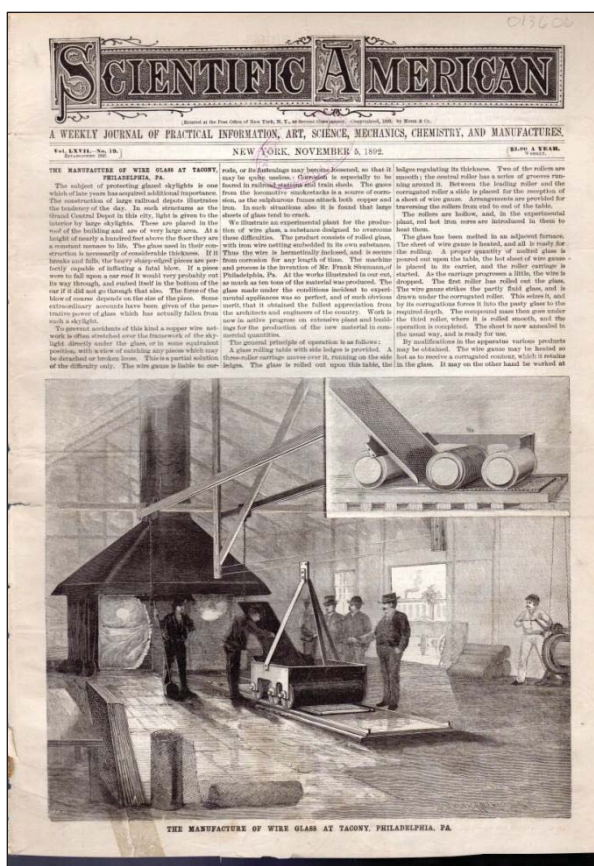 013606
SCIENTIFIC AMERICAN
[Entered at the Post Office of New York, N. Y., as Second Class Matter. Copyrighted, 1892, by Munn & Co.
A WEEKLY JOURNAL OF PRACTICAL INFORMATION, ART, SCIENCE, MECHANICS, CHEMISTRY, AND MANUFACTURES.
Vol. LXVII.—No. 19.
ESTABLISHED 1845.
NEW YORK, NOVEMBER 5, 1892.
$3.00 A YEAR.
WEEKLY.
THE MANUFACTURE OF WIRE GLASS AT TACONY,
PHILADELPHIA, PA.
The subject of protecting glazed skylights is one
which of late years has acquired additional importance.
The construction of large railroad depots illustrates
the tendency of the day. In such structures as the
Grand Central Depot in this city, light is given to the
interior by large skylights. These are placed in the
roof of the building and are of very large area. At a
height of nearly a hundred feet above the floor they are
a constant menace to life. The glass used in their con-
struction is necessarily of considerable thickness. If it
breaks and falls, the heavy sharp-edged pieces are per-
fectly capable of inflicting a fatal blow. If a piece
were to fall upon a car roof it would very probably cut
its way through, and embed itself in the bottom of the
car if it did not go through that also. The force of the
blow of course depends on the size of the piece. Some
extraordinary accounts have been given of the pene-
trative power of glass which has actually fallen from
such a skylight.
To prevent accidents of this kind a copper wire net-
work is often stretched over the framework of the sky-
light directly under the glass, or in some equivalent
position, with a view of catching any pieces which may
be detached or broken loose. This is a partial solution
of the difficulty only. The wire gauze is liable to cor-
rode, or its fastenings may become loosened, so that it
may be quite useless. Corrosion is especially to be
feared in railroad stations and train sheds. The gases
from the locomotive smokestacks is a source of corro-
sion, as the sulphurous fumes attack both copper and
iron. In such situations also it is found that large
sheets of glass tend to crack.
We illustrate an experimental plant for the produc-
tion of wire glass, a substance designed to overcome
these difficulties. The product consists of rolled glass,
with iron wire netting embedded in its own substance.
Thus the wire is hermetically inclosed, and is secure
from corrosion for any length of time. The machine
and process is the invention of Mr. Frank Shuman, of
Philadelphia, Pa. At the works illustrated in our cut,
as much as ten tons of the material was produced. The
glass made under the conditions incident to experi-
mental appliances was so perfect, and of such obvious
worth, that it obtained the fullest appreciation from
the architects and engineers of the country. Work is
now in active progress on extensive plant and build-
ings for the production of the new material in com-
mercial quantities.
The general principle of operation is as follows:
A glass rolling table with side ledges is provided. A
three-roller carriage moves over it, running on the side
ledges. The glass is rolled out upon this table, the
ledges regulating its thickness. Two of the rollers are
smooth; the central roller has a series of grooves run-
ning around it. Between the leading roller and the
corrugated roller a slide is placed for the reception of
a sheet of wire gauze. Arrangements are provided for
traversing the rollers from end to end of the table.
The rollers are hollow, and, in the experimental
plant, red hot iron cores are introduced in them to
heat them.
The glass has been melted in an adjacent furnace.
The sheet of wire gauze is heated, and all is ready for
the rolling. A proper quantity of melted glass is
poured out upon the table, the hot sheet of wire gauze
is placed in its carrier, and the roller carriage is
started. As the carriage progresses a little, the wire is
dropped. The first roller has rolled out the glass.
The wire gauze strikes the partly fluid glass, and is
drawn under the corrugated roller. This seizes it, and
by its corrugations forces it into the pasty glass to the
required depth. The compound mass then goes under
the third roller, where it is rolled smooth, and the
operation is completed. The sheet is now annealed in
the usual way, and is ready for use.
By modifications in the apparatus various products
may be obtained. The wire gauze may be heated so
hot as to receive a corrugated contour, which it retains
in the glass. It may on the other hand be worked at
THE MANUFACTURE OF WIRE GLASS AT TACONY, PHILADELPHIA, PA.